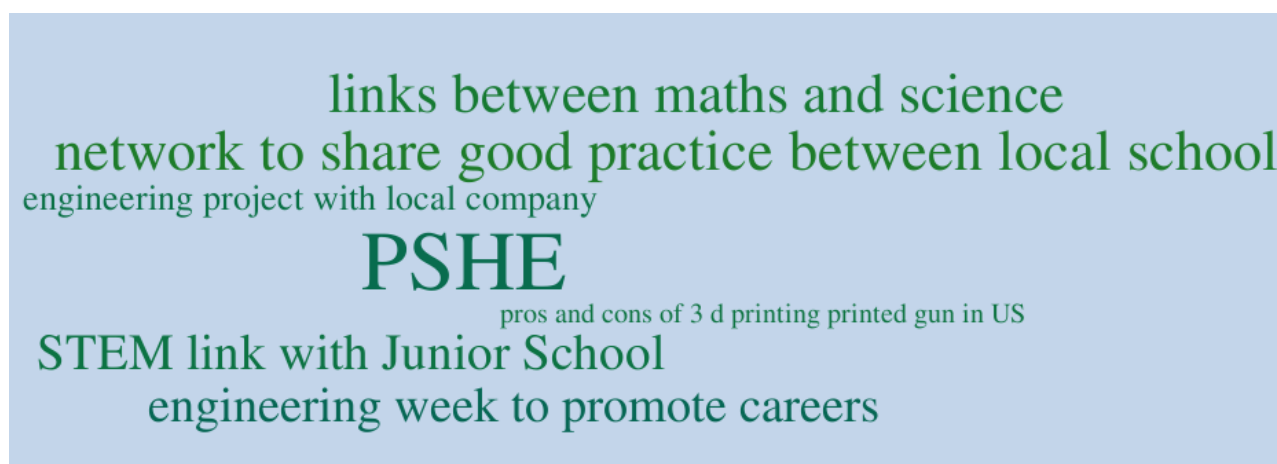 links between maths and science
network to share good practice between local school
engineering project with local company
PSHE
pros and cons of 3 d printing printed gun in US
STEM link with Junior School
engineering week to promote careers